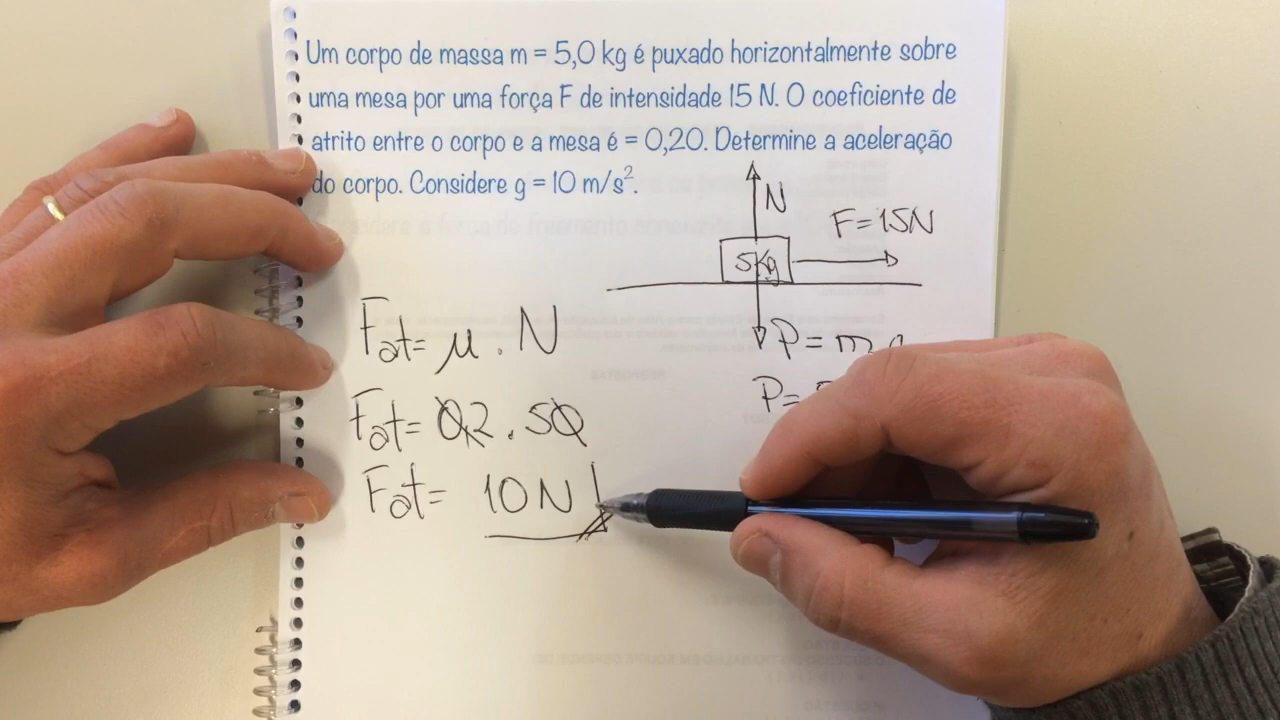 Um corpo de massa m = 5,0 kg é puxado horizontalmente sobre
uma mesa por uma força F de intensidade 15 N. O coeficiente de
atrito entre o corpo e a mesa é = 0,20. Determine a aceleração
do corpo. Considere g = 10 m/s².
N
F=15N
5Kg
P= m
P=
Fat= μ . N
Fat= 0,2 . 50
Fat= 10N